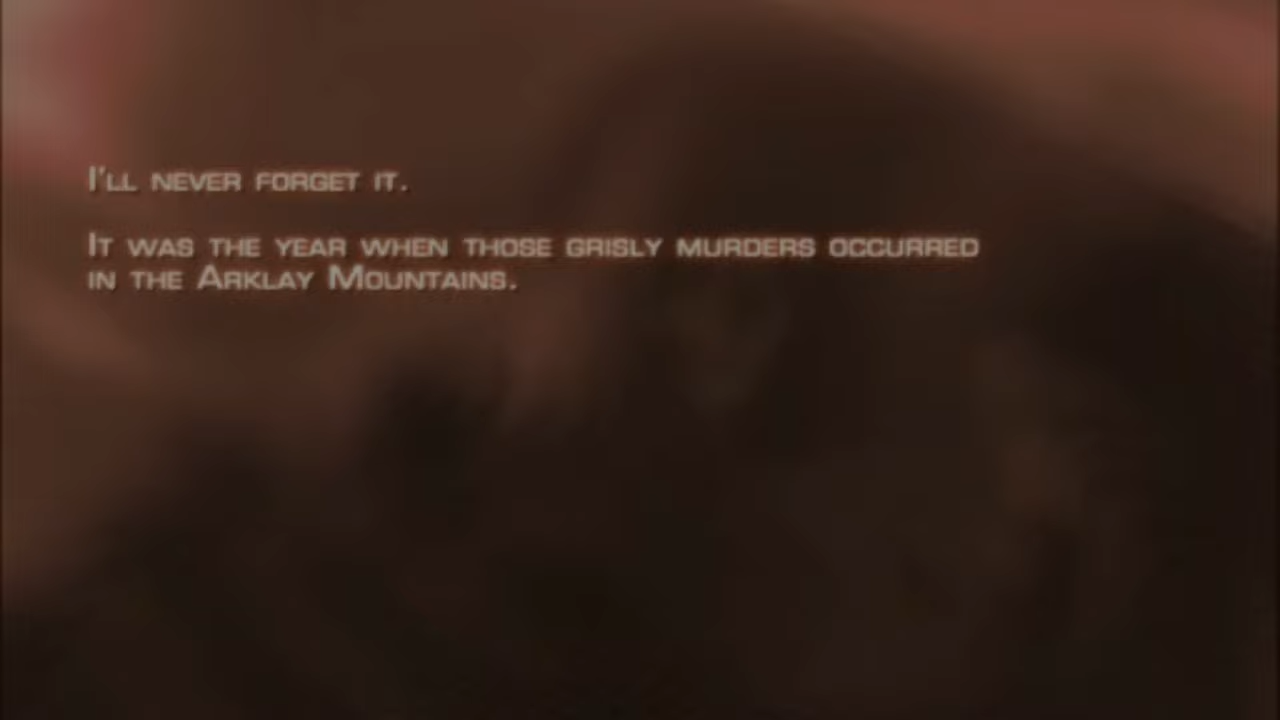 I'll never forget it.
It was the year when those grisly murders occurred
in the Arklay Mountains.